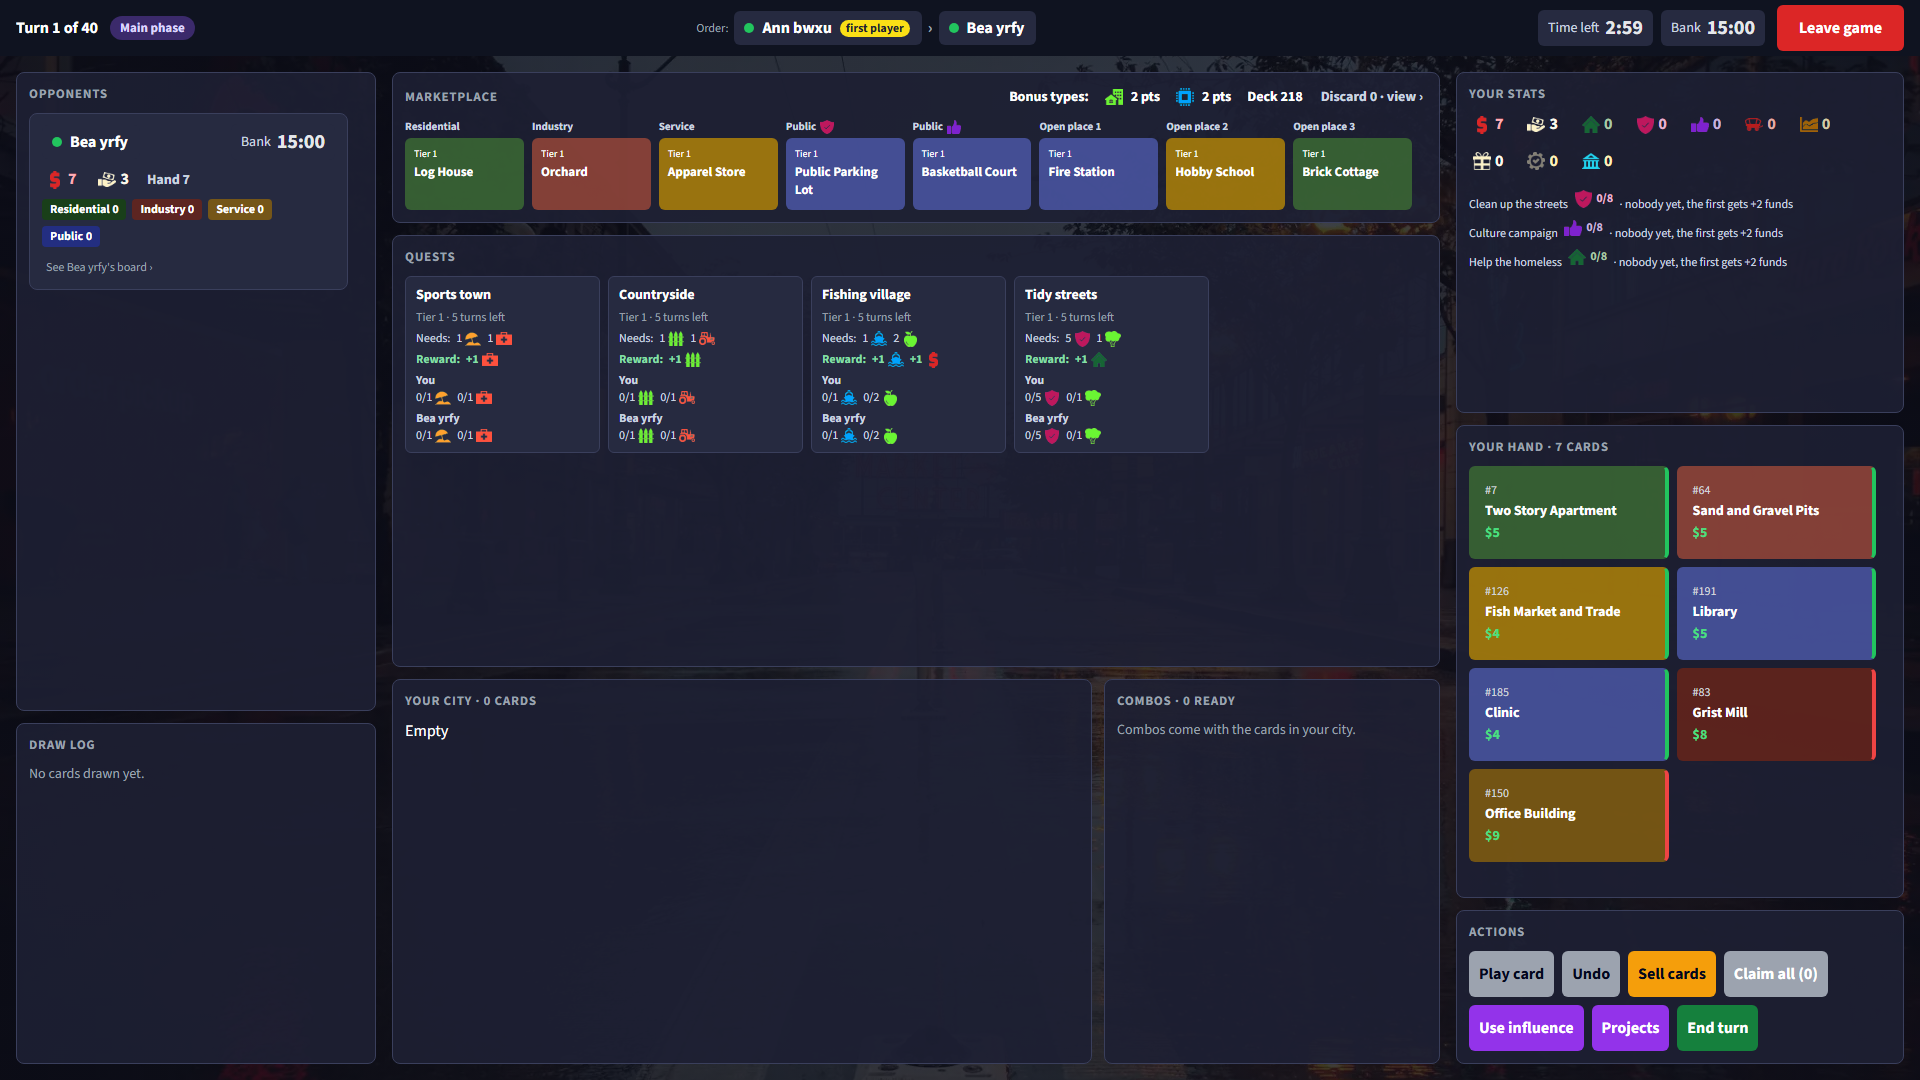 Turn 1 of 40 Main phase
Order: Ann bwxu first player › Bea yrfy
Time left 2:59 Bank 15:00 Leave game
OPPONENTS
Bea yrfy Bank 15:00
7 3 Hand 7
Residential 0 Industry 0 Service 0
Public 0
See Bea yrfy's board ›
DRAW LOG
No cards drawn yet.
MARKETPLACE
Bonus types: 2 pts 2 pts Deck 218 Discard 0 · view ›
Residential Industry Service Public Public Open place 1 Open place 2 Open place 3
Tier 1 Tier 1 Tier 1 Tier 1 Tier 1 Tier 1 Tier 1 Tier 1
Log House Orchard Apparel Store Public Parking Basketball Court Fire Station Hobby School Brick Cottage
Lot
QUESTS
Sports town
Tier 1 · 5 turns left
Needs: 1 1
Reward: +1
You
0/1 0/1
Bea yrfy
0/1 0/1
Countryside
Tier 1 · 5 turns left
Needs: 1 1
Reward: +1
You
0/1 0/1
Bea yrfy
0/1 0/1
Fishing village
Tier 1 · 5 turns left
Needs: 1 2
Reward: +1 +1
You
0/1 0/2
Bea yrfy
0/1 0/2
Tidy streets
Tier 1 · 5 turns left
Needs: 5 1
Reward: +1
You
0/5 0/1
Bea yrfy
0/5 0/1
YOUR CITY · 0 CARDS
Empty
COMBOS · 0 READY
Combos come with the cards in your city.
YOUR STATS
7 3 0 0 0 0 0
0 0 0
Clean up the streets 0/8 · nobody yet, the first gets +2 funds
Culture campaign 0/8 · nobody yet, the first gets +2 funds
Help the homeless 0/8 · nobody yet, the first gets +2 funds
YOUR HAND · 7 CARDS
#7
Two Story Apartment
$5
#64
Sand and Gravel Pits
$5
#126
Fish Market and Trade
$4
#191
Library
$5
#185
Clinic
$4
#83
Grist Mill
$8
#150
Office Building
$9
ACTIONS
Play card Undo Sell cards Claim all (0)
Use influence Projects End turn